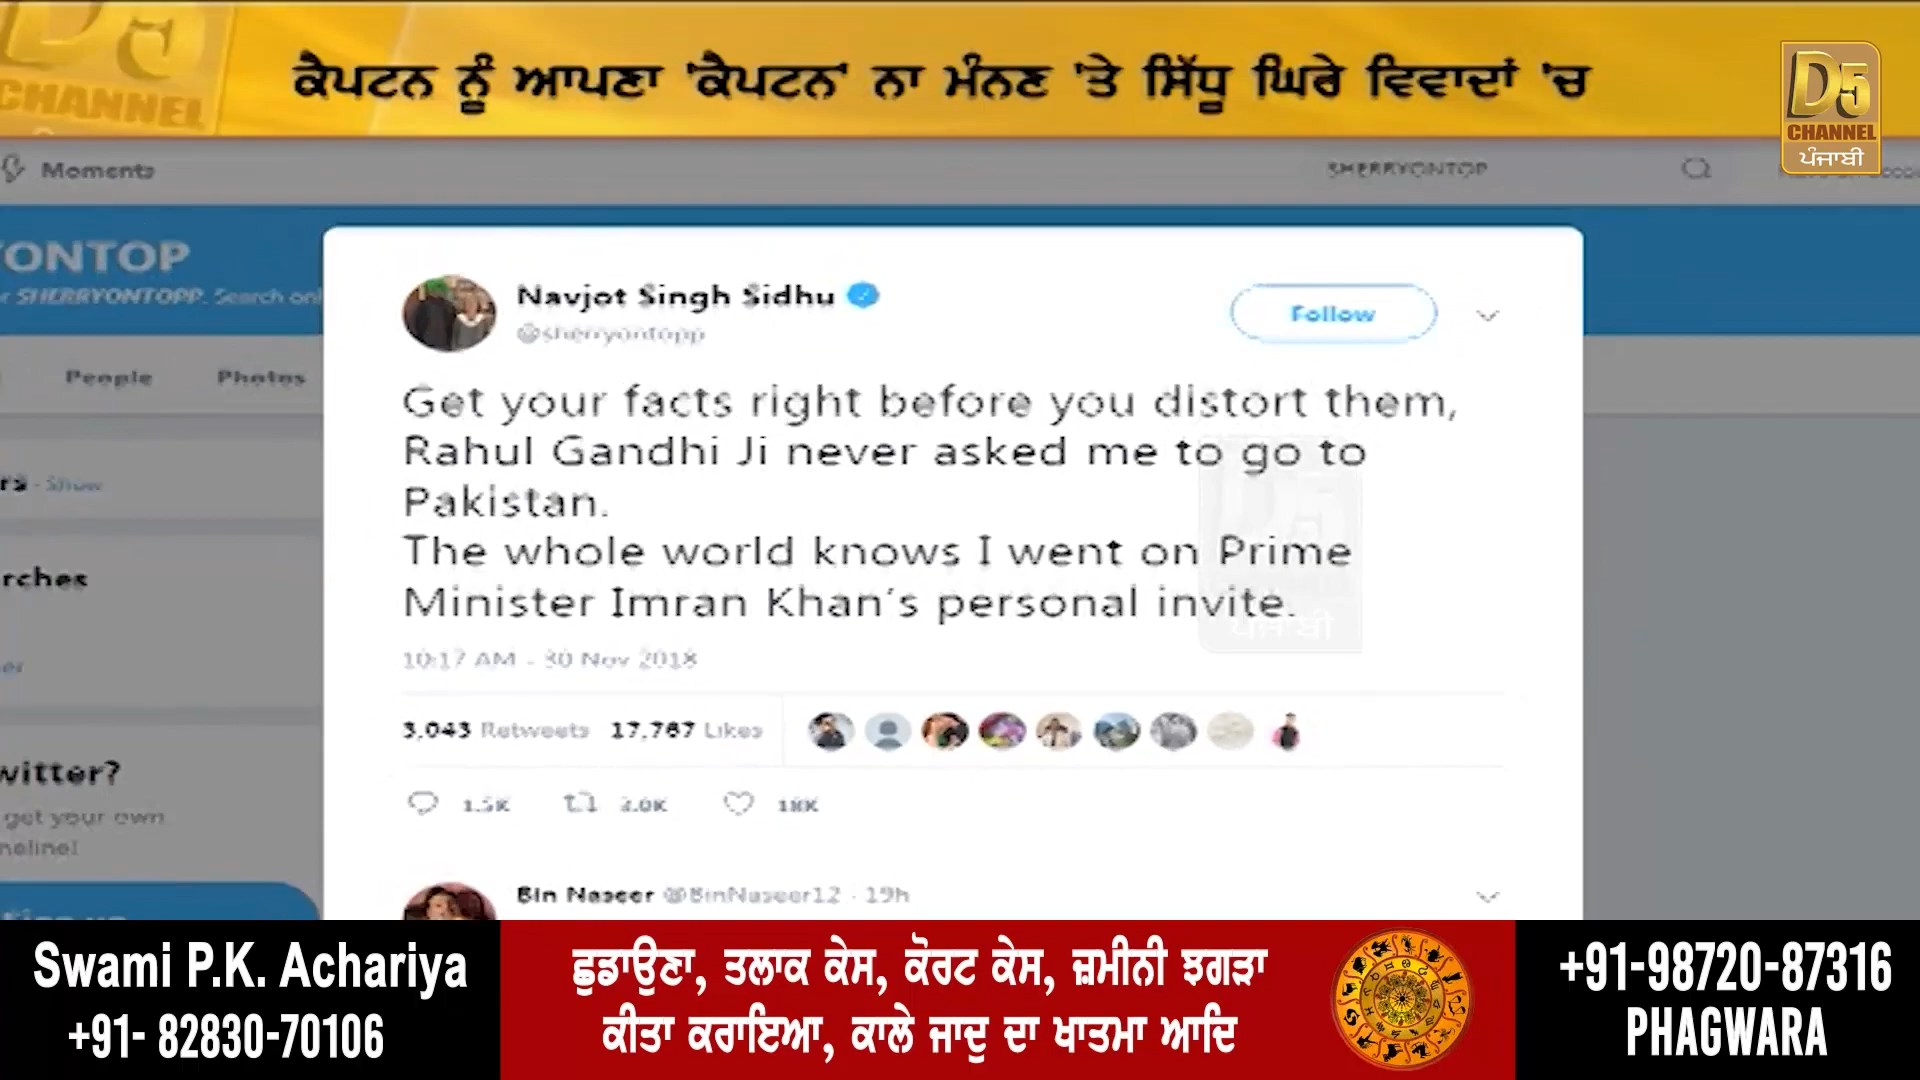 ਕੈਪਟਨ ਨੂੰ ਆਪਣਾ 'ਕੈਪਟਨ' ਨਾ ਮੰਨਣ 'ਤੇ ਸਿੱਧੂ ਘਿਰੇ ਵਿਵਾਦਾਂ 'ਚ
D5
CHANNEL
ਪੰਜਾਬੀ
D5
CHANNEL
Moments
SHERRYONTOP
YONTOP
SHERRYONTOPP. Search
People
Photos
Show
Navjot Singh Sidhu
@sherryontopp
Follow
Get your facts right before you distort them,
Rahul Gandhi Ji never asked me to go to
Pakistan.
The whole world knows I went on Prime
Minister Imran Khan's personal invite.
10:17 AM - 30 Nov 2018
3,043 Retweets 17,767 Likes
1.5K 3.0K 18K
get your own
Bin Naseer @BinNaseer12 · 19h
Swami P.K. Achariya
+91- 82830-70106
ਛੁਡਾਉਣਾ, ਤਲਾਕ ਕੇਸ, ਕੋਰਟ ਕੇਸ, ਜ਼ਮੀਨੀ ਝਗੜਾ
ਕੀਤਾ ਕਰਾਇਆ, ਕਾਲੇ ਜਾਦੂ ਦਾ ਖਾਤਮਾ ਆਦਿ
+91-98720-87316
PHAGWARA